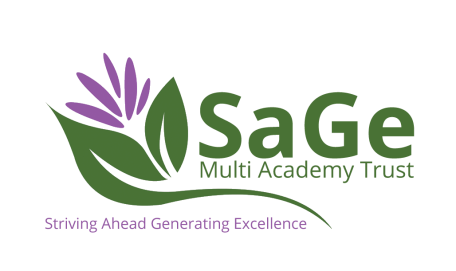 SaGe
Multi Academy Trust
Striving Ahead Generating Excellence